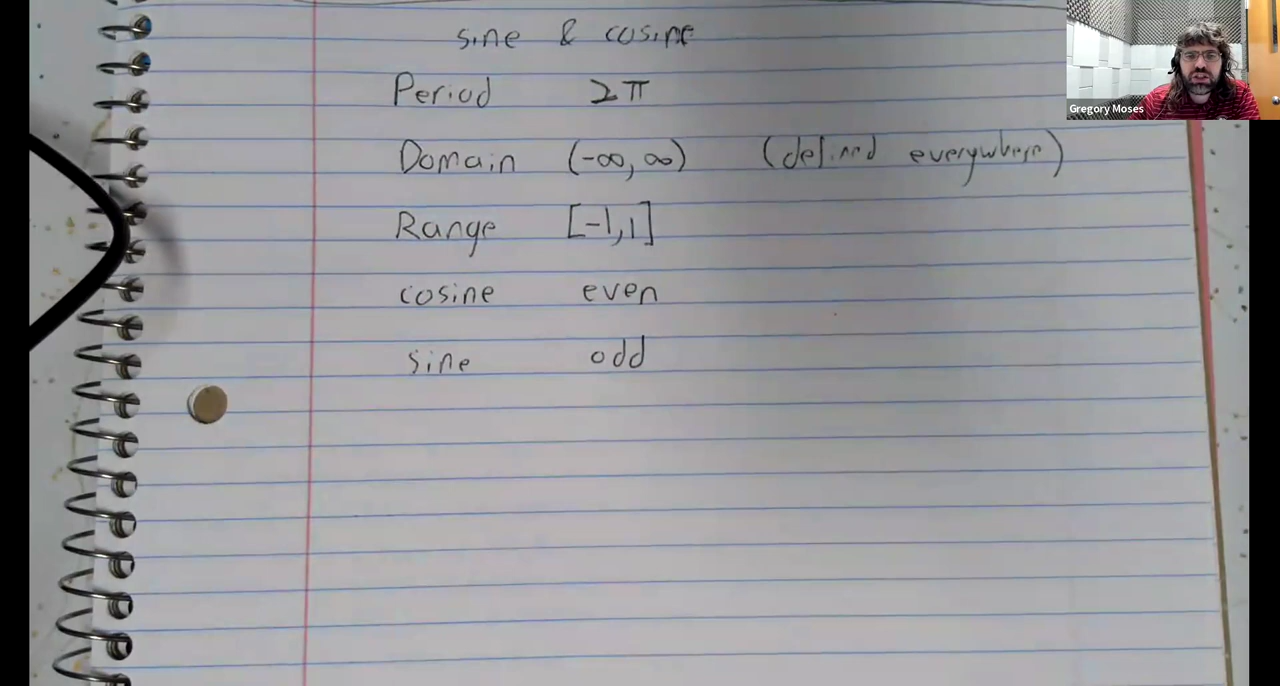 sine & cosine
Gregory Moses
Period 2π
Domain (-∞,∞) (defined everywhere)
Range [-1,1]
cosine even
sine odd